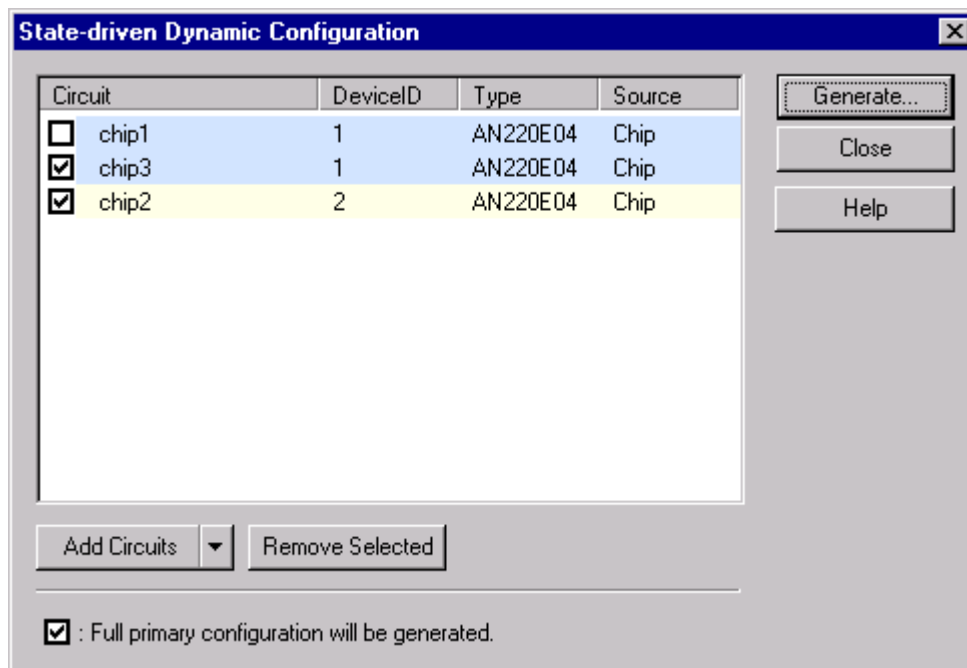 State-driven Dynamic Configuration
Circuit DeviceID Type Source
chip1 1 AN220E04 Chip
chip3 1 AN220E04 Chip
chip2 2 AN220E04 Chip
Generate...
Close
Help
Add Circuits Remove Selected
: Full primary configuration will be generated.